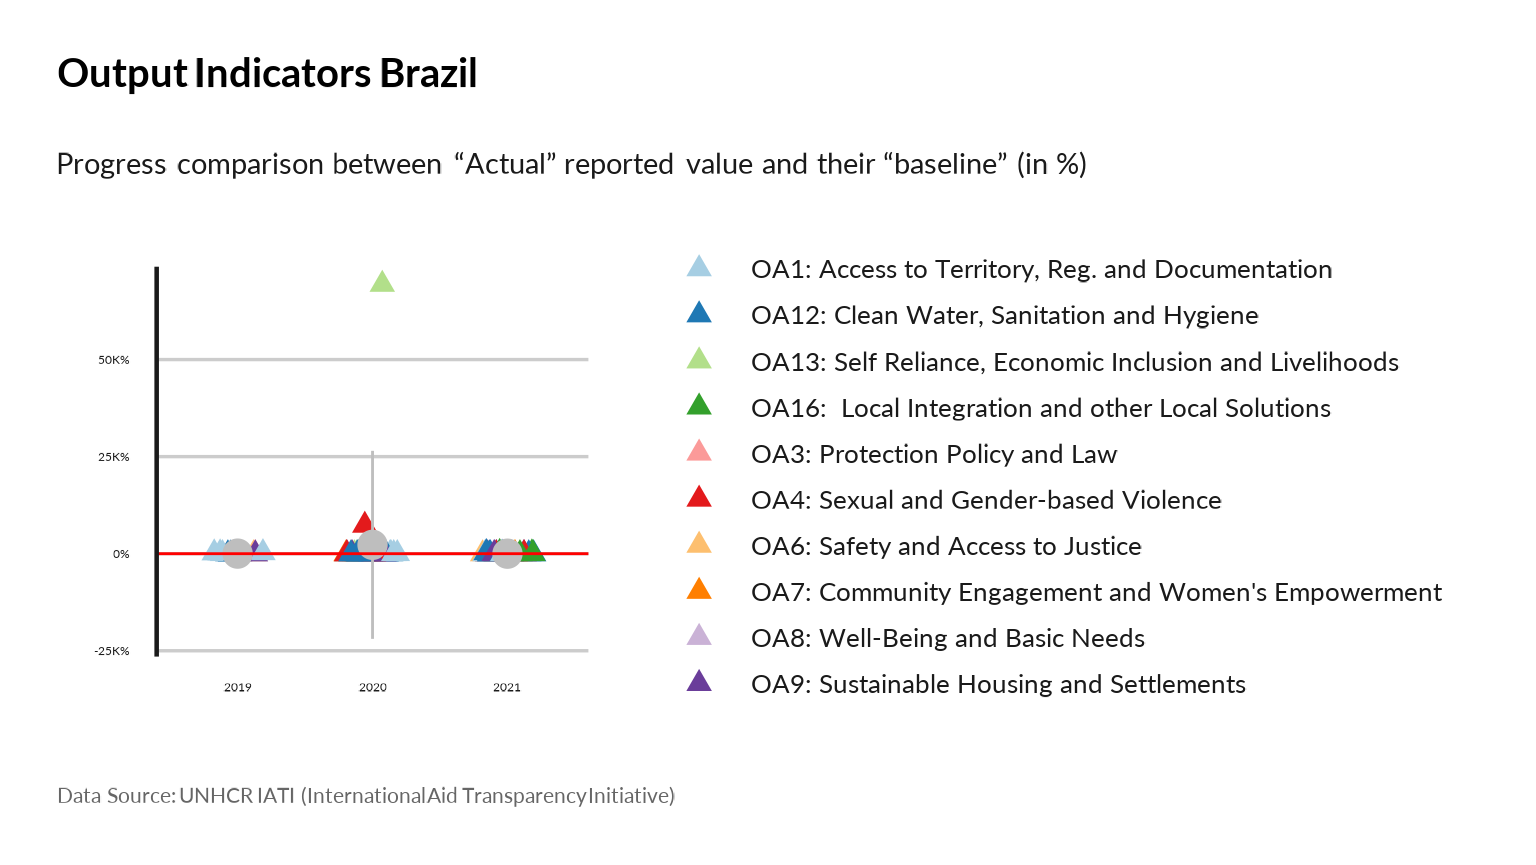 Output Indicators Brazil
Progress comparison between “Actual” reported value and their “baseline” (in %)
50K%
25K%
0%
-25K%
2019
2020
2021
OA1: Access to Territory, Reg. and Documentation
OA12: Clean Water, Sanitation and Hygiene
OA13: Self Reliance, Economic Inclusion and Livelihoods
OA16: Local Integration and other Local Solutions
OA3: Protection Policy and Law
OA4: Sexual and Gender-based Violence
OA6: Safety and Access to Justice
OA7: Community Engagement and Women's Empowerment
OA8: Well-Being and Basic Needs
OA9: Sustainable Housing and Settlements
Data Source: UNHCR IATI (International Aid Transparency Initiative)